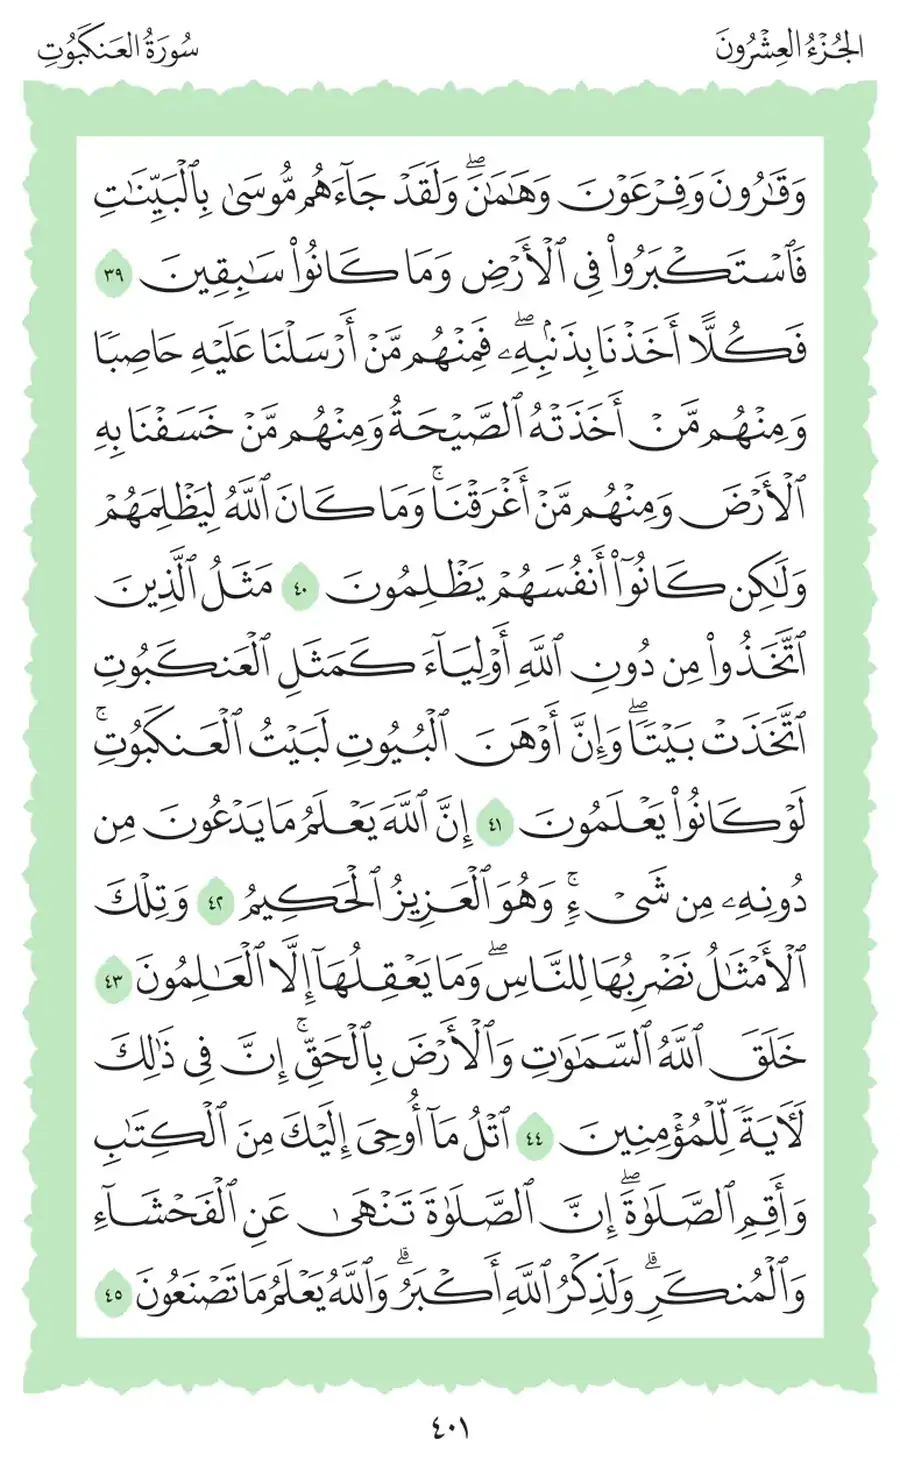 الجُزْءُ العِشْرُونَ
سُورَةُ العَنكَبُوتِ
وَقَٰرُونَ وَفِرۡعَوۡنَ وَهَٰمَٰنَۖ وَلَقَدۡ جَآءَهُم مُّوسَىٰ بِٱلۡبَيِّنَٰتِ
فَٱسۡتَكۡبَرُواْ فِي ٱلۡأَرۡضِ وَمَا كَانُواْ سَٰبِقِينَ ٣٩
فَكُلًّا أَخَذۡنَا بِذَنۢبِهِۦۖ فَمِنۡهُم مَّنۡ أَرۡسَلۡنَا عَلَيۡهِ حَاصِبٗا
وَمِنۡهُم مَّنۡ أَخَذَتۡهُ ٱلصَّيۡحَةُ وَمِنۡهُم مَّنۡ خَسَفۡنَا بِهِ
ٱلۡأَرۡضَ وَمِنۡهُم مَّنۡ أَغۡرَقۡنَاۚ وَمَا كَانَ ٱللَّهُ لِيَظۡلِمَهُمۡ
وَلَٰكِن كَانُوٓاْ أَنفُسَهُمۡ يَظۡلِمُونَ ٤٠ مَثَلُ ٱلَّذِينَ
ٱتَّخَذُواْ مِن دُونِ ٱللَّهِ أَوۡلِيَآءَ كَمَثَلِ ٱلۡعَنكَبُوتِ
ٱتَّخَذَتۡ بَيۡتٗاۖ وَإِنَّ أَوۡهَنَ ٱلۡبُيُوتِ لَبَيۡتُ ٱلۡعَنكَبُوتِۚ
لَوۡ كَانُواْ يَعۡلَمُونَ ٤١ إِنَّ ٱللَّهَ يَعۡلَمُ مَا يَدۡعُونَ مِن
دُونِهِۦ مِن شَيۡءٖۚ وَهُوَ ٱلۡعَزِيزُ ٱلۡحَكِيمُ ٤٢ وَتِلۡكَ
ٱلۡأَمۡثَٰلُ نَضۡرِبُهَا لِلنَّاسِۖ وَمَا يَعۡقِلُهَآ إِلَّا ٱلۡعَٰلِمُونَ ٤٣
خَلَقَ ٱللَّهُ ٱلسَّمَٰوَٰتِ وَٱلۡأَرۡضَ بِٱلۡحَقِّۚ إِنَّ فِي ذَٰلِكَ
لَأٓيَةٗ لِّلۡمُؤۡمِنِينَ ٤٤ ٱتۡلُ مَآ أُوحِيَ إِلَيۡكَ مِنَ ٱلۡكِتَٰبِ
وَأَقِمِ ٱلصَّلَوٰةَۖ إِنَّ ٱلصَّلَوٰةَ تَنۡهَىٰ عَنِ ٱلۡفَحۡشَآءِ
وَٱلۡمُنكَرِۗ وَلَذِكۡرُ ٱللَّهِ أَكۡبَرُۗ وَٱللَّهُ يَعۡلَمُ مَا تَصۡنَعُونَ ٤٥
٤٠١